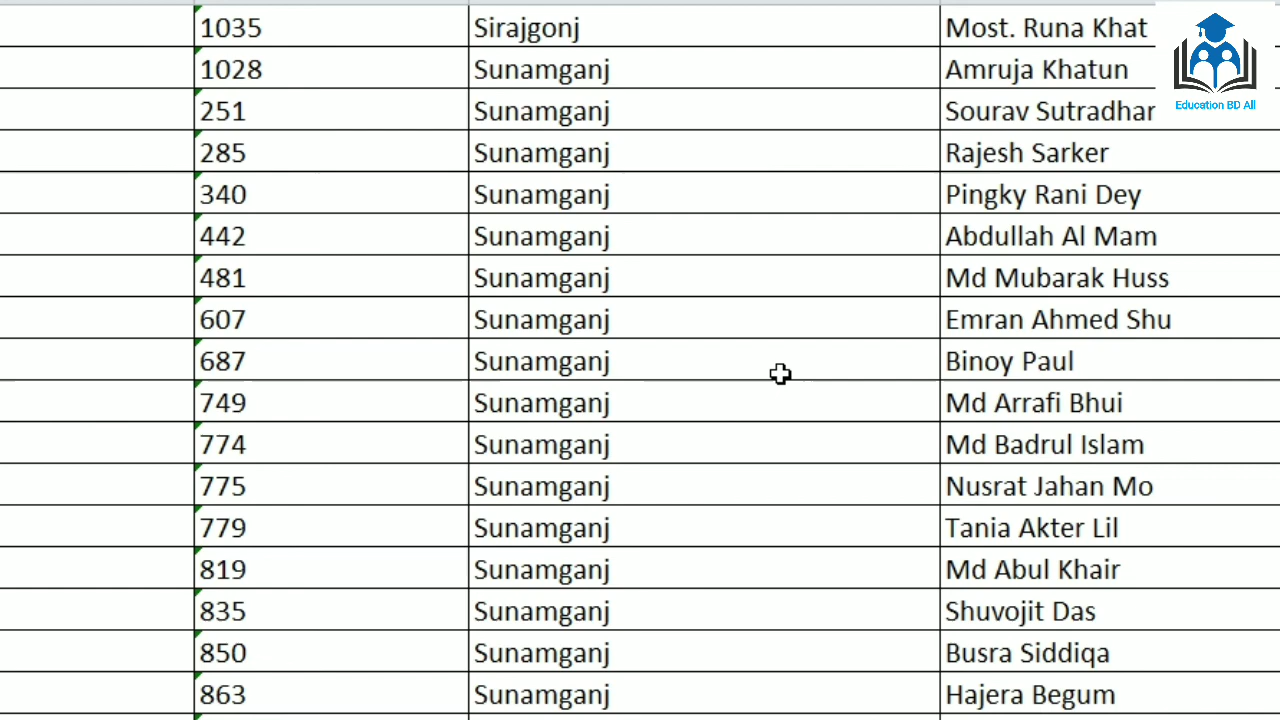 1035 Sirajgonj Most. Runa Khat
1028 Sunamganj Amruja Khatun
251 Sunamganj Sourav Sutradhar
285 Sunamganj Rajesh Sarker
340 Sunamganj Pingky Rani Dey
442 Sunamganj Abdullah Al Mam
481 Sunamganj Md Mubarak Huss
607 Sunamganj Emran Ahmed Shu
687 Sunamganj Binoy Paul
749 Sunamganj Md Arrafi Bhui
774 Sunamganj Md Badrul Islam
775 Sunamganj Nusrat Jahan Mo
779 Sunamganj Tania Akter Lil
819 Sunamganj Md Abul Khair
835 Sunamganj Shuvojit Das
850 Sunamganj Busra Siddiqa
863 Sunamganj Hajera Begum
Education BD All